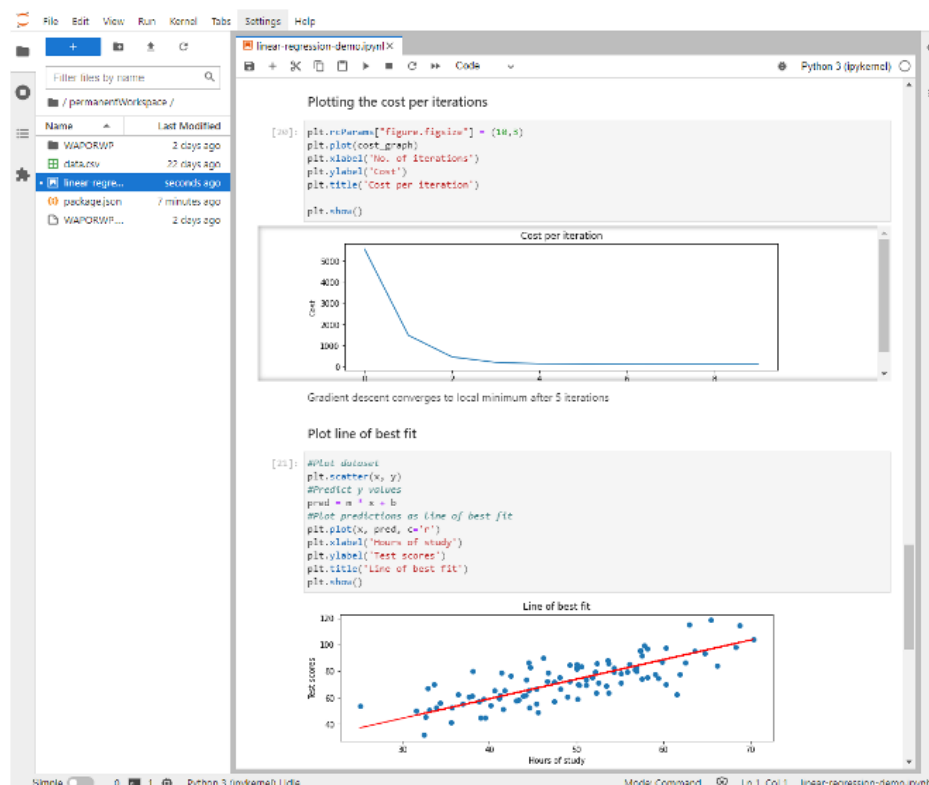 File Edit View Run Kernel Tabs Settings Help
linear-regression-demo.ipynl
Filter files by name
Code
Python 3 (ipykernel)
/ permanentWorkspace /
Name Last Modified
WAPORWP 2 days ago
data.csv 22 days ago
linear regre... seconds ago
package.json 7 minutes ago
WAPORWP... 2 days ago
Plotting the cost per iterations
[20]:
plt.rcParams["figure.figsize"] = (10,3)
plt.plot(cost_graph)
plt.xlabel('No. of iterations')
plt.ylabel('Cost')
plt.title('Cost per iteration')
plt.show()
Cost per iteration
5000
4000
3000
2000
1000
0
Cost
0 2 4 6 8
Gradient descent converges to local minimum after 5 iterations
Plot line of best fit
[21]:
#Plot dataset
plt.scatter(x, y)
#Predict y values
pred = m * x + b
#Plot predictions as line of best fit
plt.plot(x, pred, c='r')
plt.xlabel('Hours of study')
plt.ylabel('Test scores')
plt.title('Line of best fit')
plt.show()
Line of best fit
120
100
80
60
40
Test scores
30 40 50 60 70
Hours of study
Simple 0 1 Python 3 (ipykernel) | Idle
Mode: Command Ln 1, Col 1 linear-regression-demo.ipynb